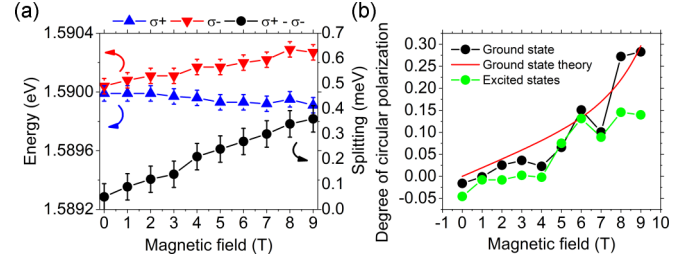 (a)
σ+ σ- σ+ - σ-
1.5904
1.5900
1.5896
1.5892
Energy (eV)
0.7
0.6
0.5
0.4
0.3
0.2
0.1
0.0
Splitting (meV)
0 1 2 3 4 5 6 7 8 9
Magnetic field (T)
(b)
Ground state
Ground state theory
Excited states
0.30
0.25
0.20
0.15
0.10
0.05
0.00
-0.05
Degree of circular polarization
-1 0 1 2 3 4 5 6 7 8 9 10
Magnetic field (T)